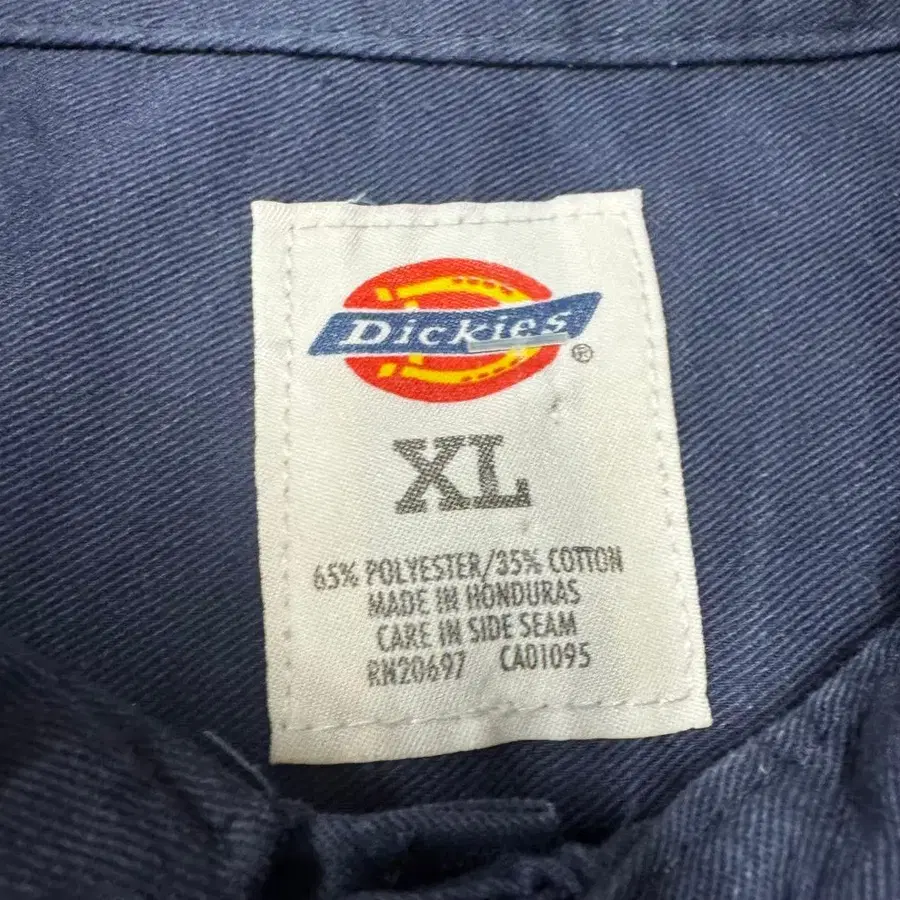 Dickies
®
XL
65% POLYESTER/35% COTTON
MADE IN HONDURAS
CARE IN SIDE SEAM
RN20697 CA01095